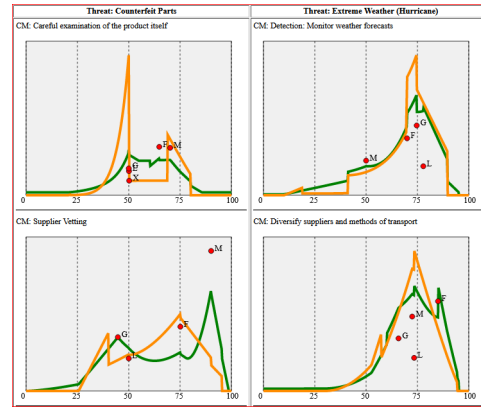 Threat: Counterfeit Parts
Threat: Extreme Weather (Hurricane)
CM: Careful examination of the product itself
CM: Detection: Monitor weather forecasts
F
M
G
X
0 25 50 75 100
G
F
M
L
0 25 50 75 100
CM: Supplier Vetting
CM: Diversify suppliers and methods of transport
M
F
G
0 25 50 75 100
F
M
G
L
0 25 50 75 100